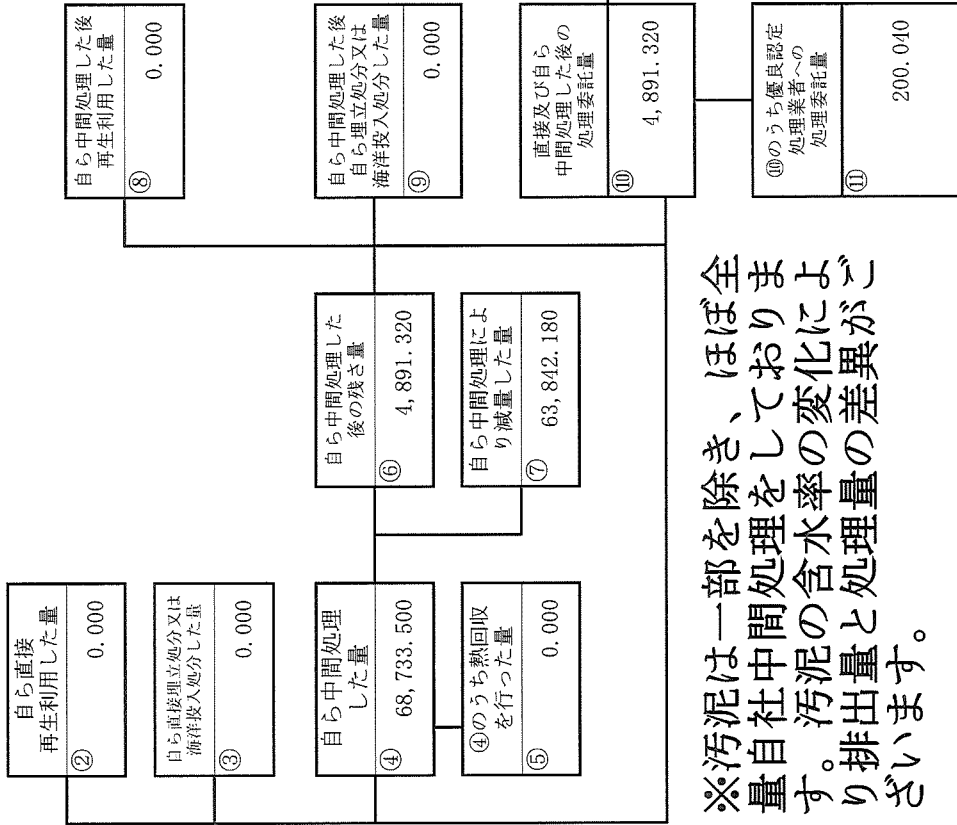 自ら直接
再生利用した量
②
0.000
自ら直接埋立処分又は
海洋投入処分した量
③
0.000
自ら中間処理
した量
④
68,733.500
④のうち熱回収
を行った量
⑤
0.000
自ら中間処理した
後の残さ量
⑥
4,891.320
自ら中間処理によ
り減量した量
⑦
63,842.180
自ら中間処理した後
再生利用した量
⑧
0.000
自ら中間処理した後
自ら埋立処分又は
海洋投入処分した量
⑨
0.000
直接及び自ら
中間処理した後の
処理委託量
⑩
4,891.320
⑩のうち優良認定
処理業者への
処理委託量
⑪
200.040
※汚泥は一部を除き、ほぼ全
量自社中間処理をしておりま
す。汚泥の含水率の変化によ
り排出量と処理量の差異がご
ざいます。